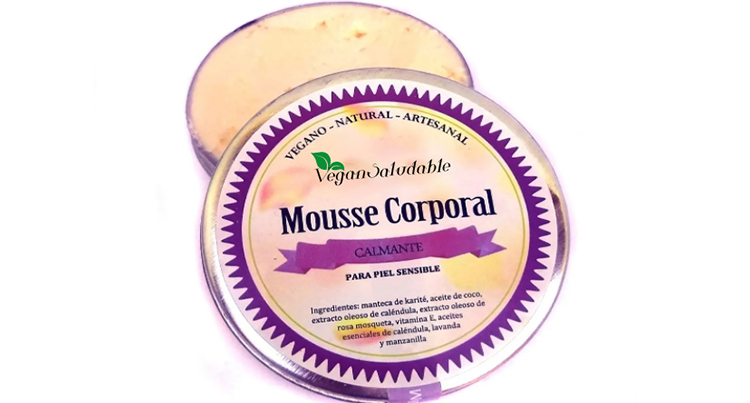 VEGANO - NATURAL - ARTESANAL
VeganSaludable
Mousse Corporal
CALMANTE
PARA PIEL SENSIBLE
Ingredientes: manteca de karité, aceite de coco,
extracto oleoso de caléndula, extracto oleoso de
rosa mosqueta, vitamina E, aceites
esenciales de caléndula, lavanda
y manzanilla